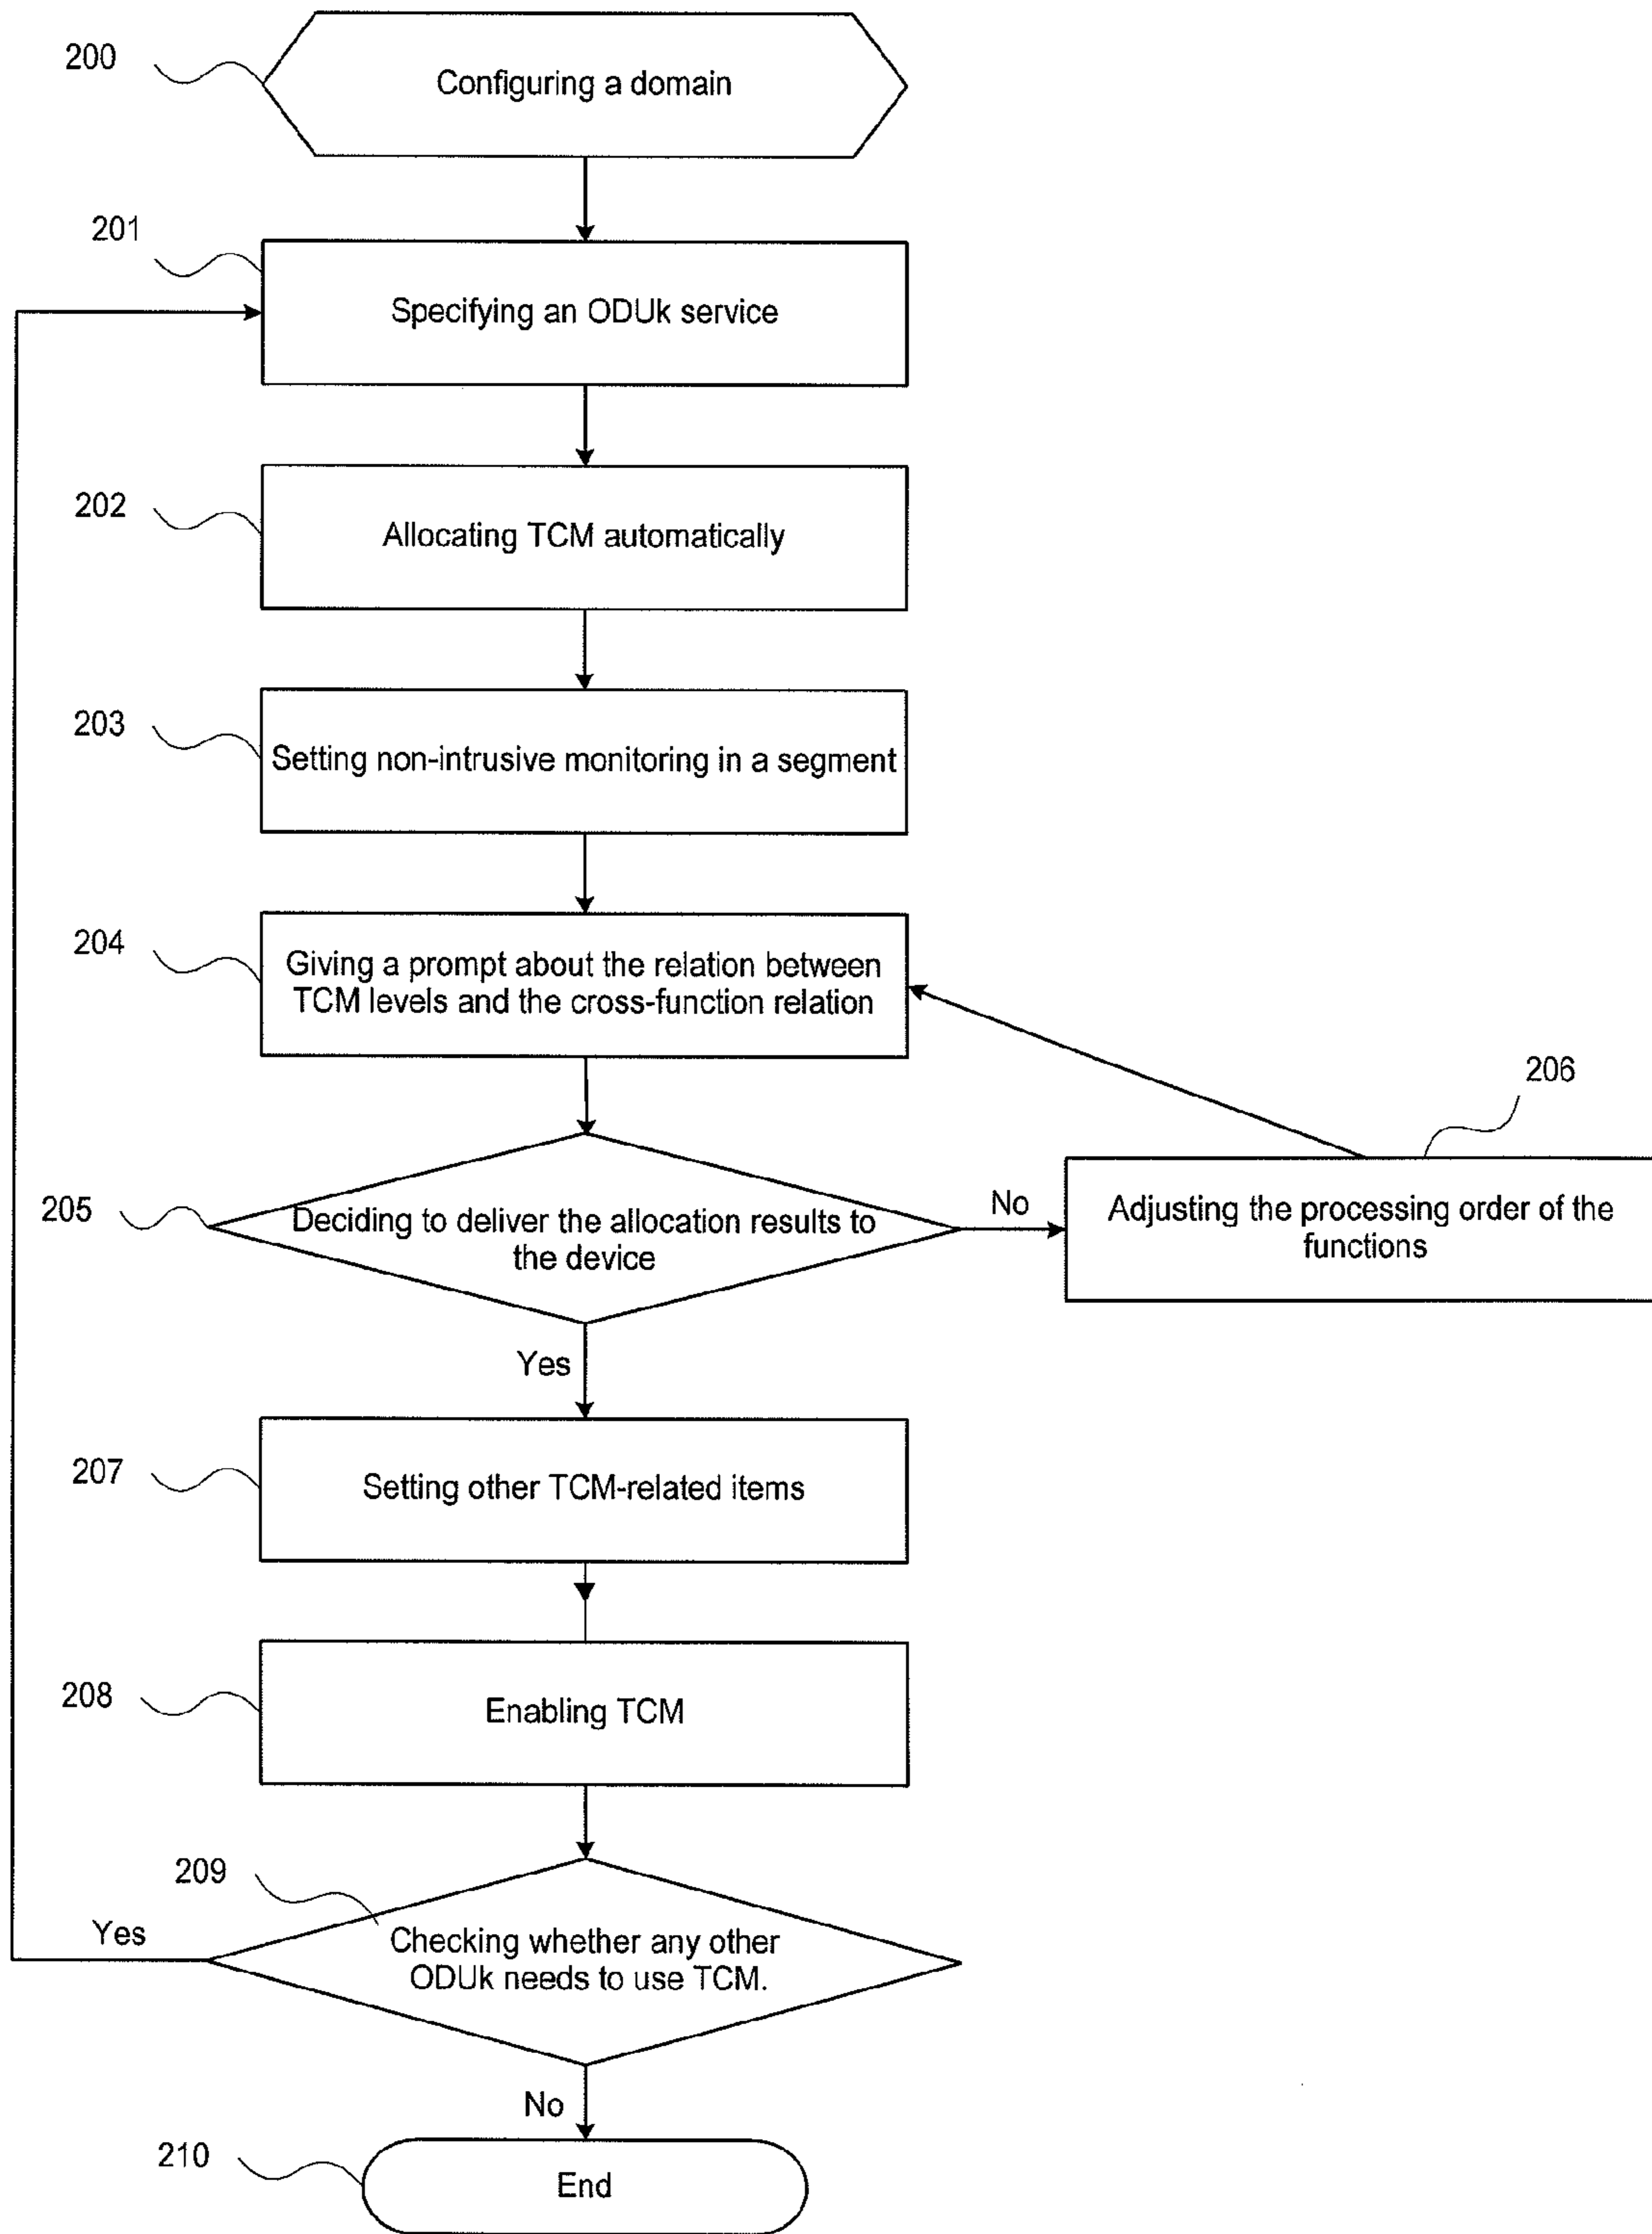 200
Configuring a domain
201
Specifying an ODUk service
202
Allocating TCM automatically
203
Setting non-intrusive monitoring in a segment
204
Giving a prompt about the relation between
TCM levels and the cross-function relation
205
Deciding to deliver the allocation results to
the device
No
206
Adjusting the processing order of the
functions
Yes
207
Setting other TCM-related items
208
Enabling TCM
209
Yes
Checking whether any other
ODUk needs to use TCM.
No
210
End